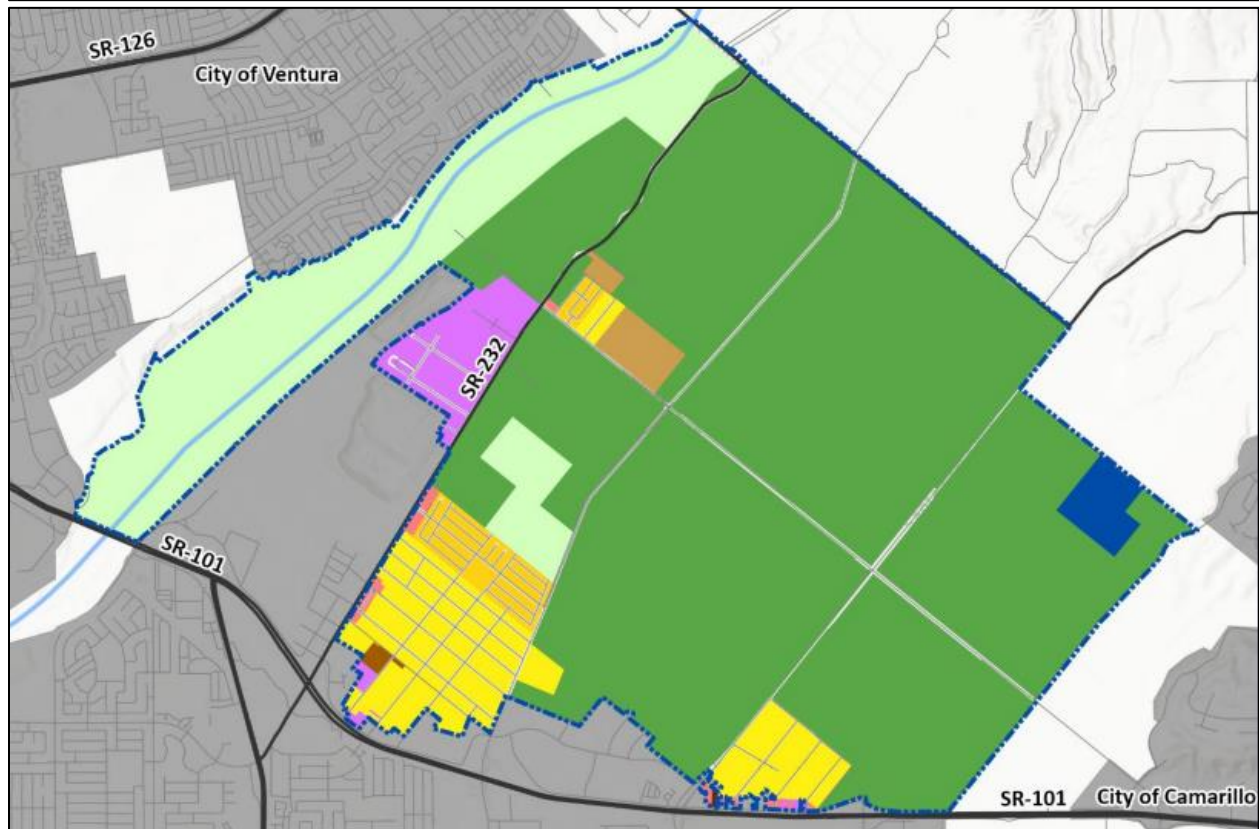 SR-126
City of Ventura
SR-232
SR-101
SR-101
City of Camarillo